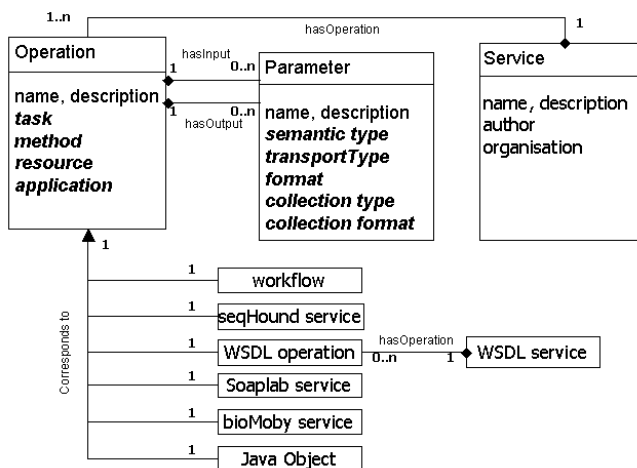 1..n
1
hasOperation
Operation
name, description
task
method
resource
application
hasInput
1
0..n
1
0..n
hasOutput
Parameter
name, description
semantic type
transportType
format
collection type
collection format
Service
name, description
author
organisation
1
Corresponds to
1
workflow
1
seqHound service
1
WSDL operation
hasOperation
0..n
1
WSDL service
1
Soaplab service
1
bioMoby service
1
Java Object